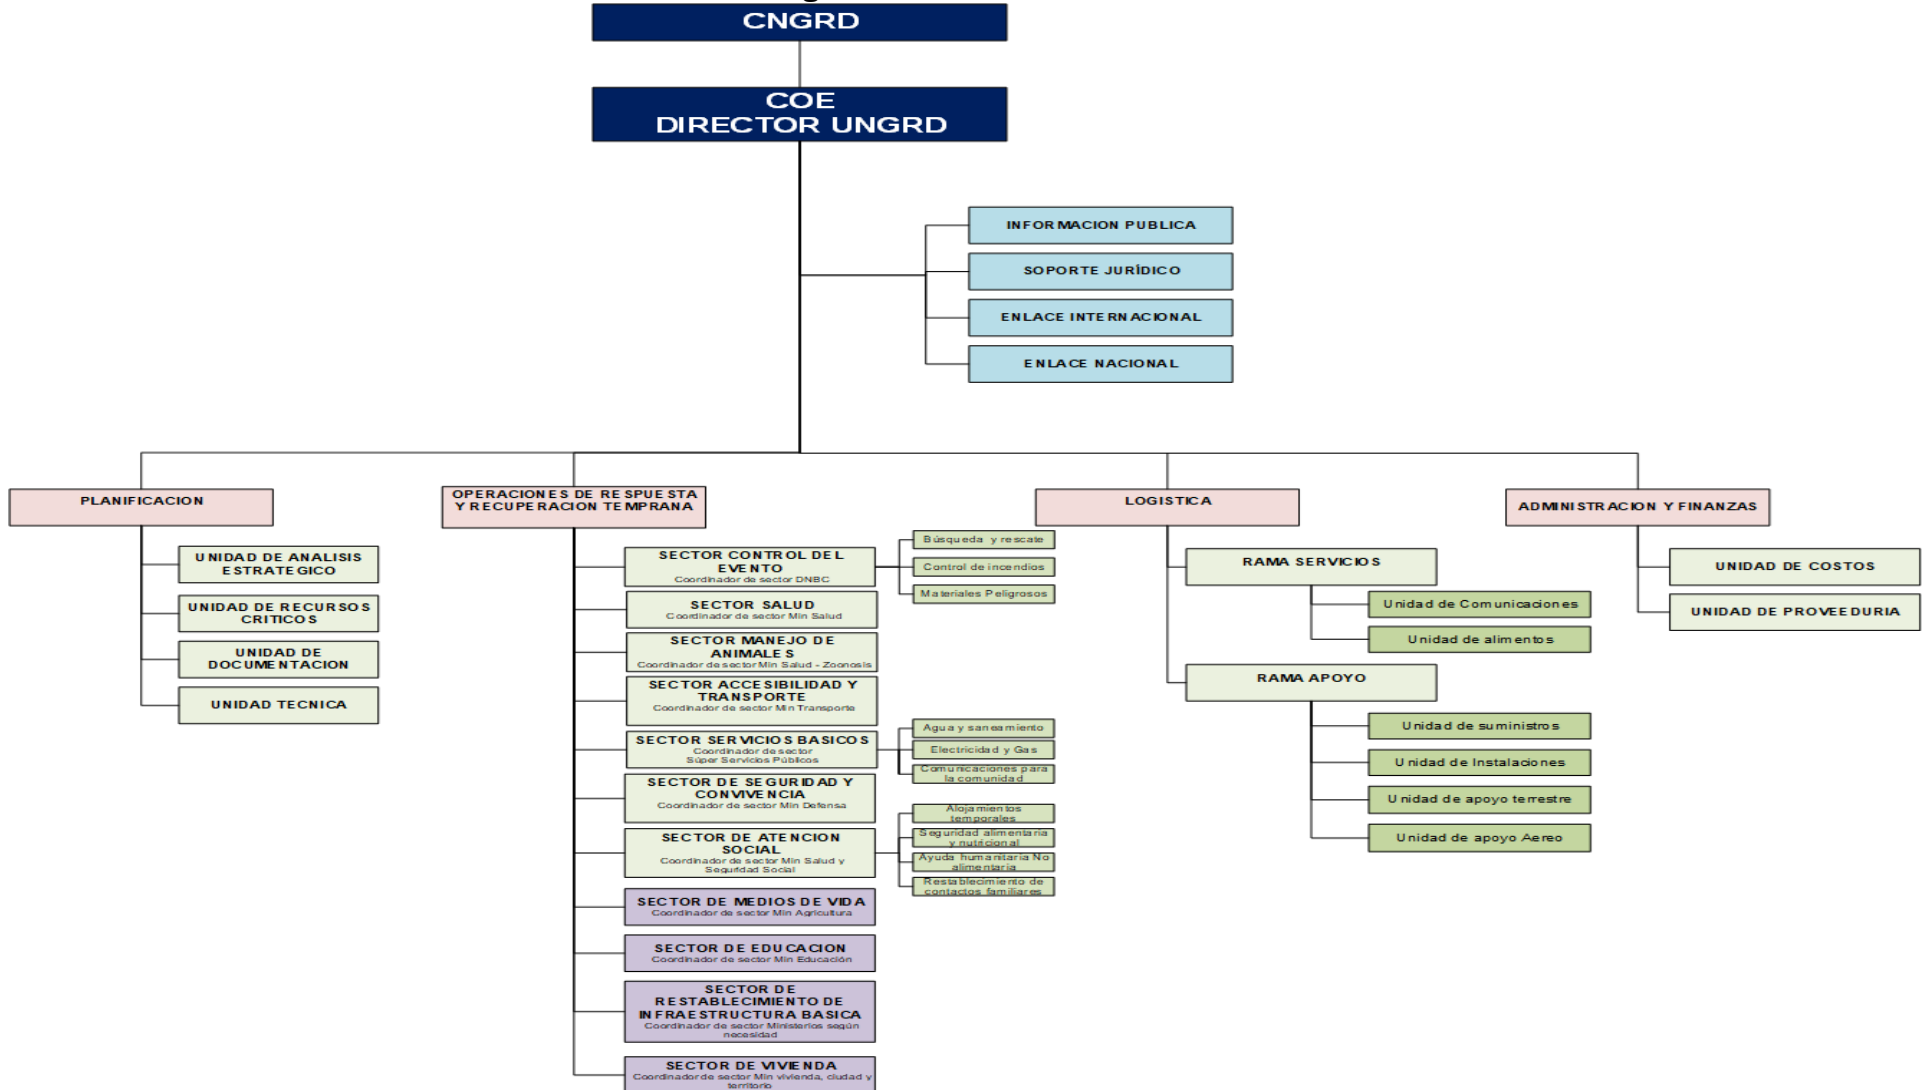 CNGRD
COE
DIRECTOR UNGRD
INFORMACION PUBLICA
SOPORTE JURÍDICO
ENLACE INTERNACIONAL
ENLACE NACIONAL
PLANIFICACION
UNIDAD DE ANALISIS
ESTRATEGICO
UNIDAD DE RECURSOS
CRITICOS
UNIDAD DE
DOCUMENTACION
UNIDAD TECNICA
OPERACIONES DE RESPUESTA
Y RECUPERACION TEMPRANA
SECTOR CONTROL DEL
EVENTO
Coordinador de sector DNBC
Búsqueda y rescate
Control de incendios
Materiales Peligrosos
SECTOR SALUD
Coordinador de sector Min Salud
SECTOR MANEJO DE
ANIMALES
Coordinador de sector Min Salud - Zoonosis
SECTOR ACCESIBILIDAD Y
TRANSPORTE
Coordinador de sector Min Transporte
SECTOR SERVICIOS BASICOS
Coordinador de sector
Súper Servicios Públicos
Agua y saneamiento
Electricidad y Gas
Comunicaciones para
la comunidad
SECTOR DE SEGURIDAD Y
CONVIVENCIA
Coordinador de sector Min Defensa
SECTOR DE ATENCION
SOCIAL
Coordinador de sector Min Salud y
Seguridad Social
Alojamientos
temporales
Seguridad alimentaria
y nutricional
Ayuda humanitaria No
alimentaria
Restablecimiento de
contactos familiares
SECTOR DE MEDIOS DE VIDA
Coordinador de sector Min Agricultura
SECTOR DE EDUCACION
Coordinador de sector Min Educación
SECTOR DE
RESTABLECIMIENTO DE
INFRAESTRUCTURA BASICA
Coordinador de sector Ministerios según
necesidad
SECTOR DE VIVIENDA
Coordinador de sector Min vivienda, ciudad y
territorio
LOGISTICA
RAMA SERVICIOS
Unidad de Comunicaciones
Unidad de alimentos
RAMA APOYO
Unidad de suministros
Unidad de Instalaciones
Unidad de apoyo terrestre
Unidad de apoyo Aereo
ADMINISTRACION Y FINANZAS
UNIDAD DE COSTOS
UNIDAD DE PROVEEDURIA